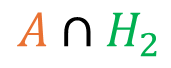 A ∩ H₂